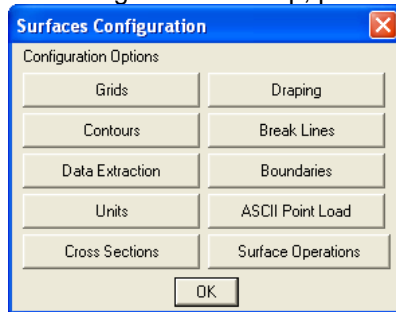 Surfaces Configuration
Configuration Options
Grids
Draping
Contours
Break Lines
Data Extraction
Boundaries
Units
ASCII Point Load
Cross Sections
Surface Operations
OK